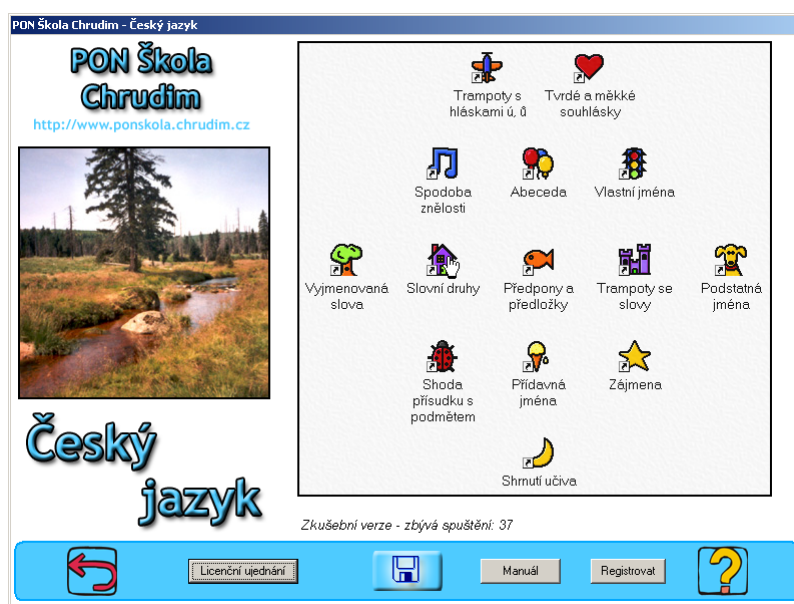 PON Škola Chrudim - Český jazyk
PON Škola
Chrudim
http://www.ponskola.chrudim.cz
Český
jazyk
Trampoty s
hláskami ú, ů
Tvrdé a měkké
souhlásky
Spodoba
znělosti
Abeceda
Vlastní jména
Vyjmenovaná
slova
Slovní druhy
Předpony a
předložky
Trampoty se
slovy
Podstatná
jména
Shoda
přísudku s
podmětem
Přídavná
jména
Zájmena
Shrnutí učiva
Zkušební verze - zbývá spuštění: 37
Licenční ujednání
Manuál
Registrovat
?